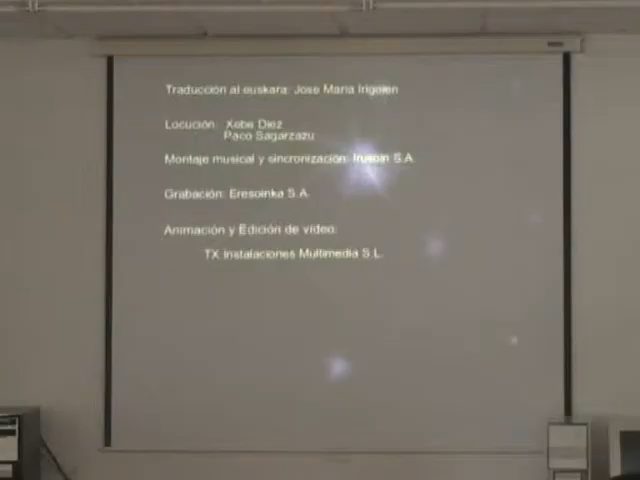 Traducción al euskara: Jose Maria Irigoien
Locución: Xebe Diez
Paco Sagarzazu
Montaje musical y sincronización: Irusoin S.A.
Grabación: Eresoinka S.A.
Animación y Edición de vídeo:
TX Instalaciones Multimedia S.L.